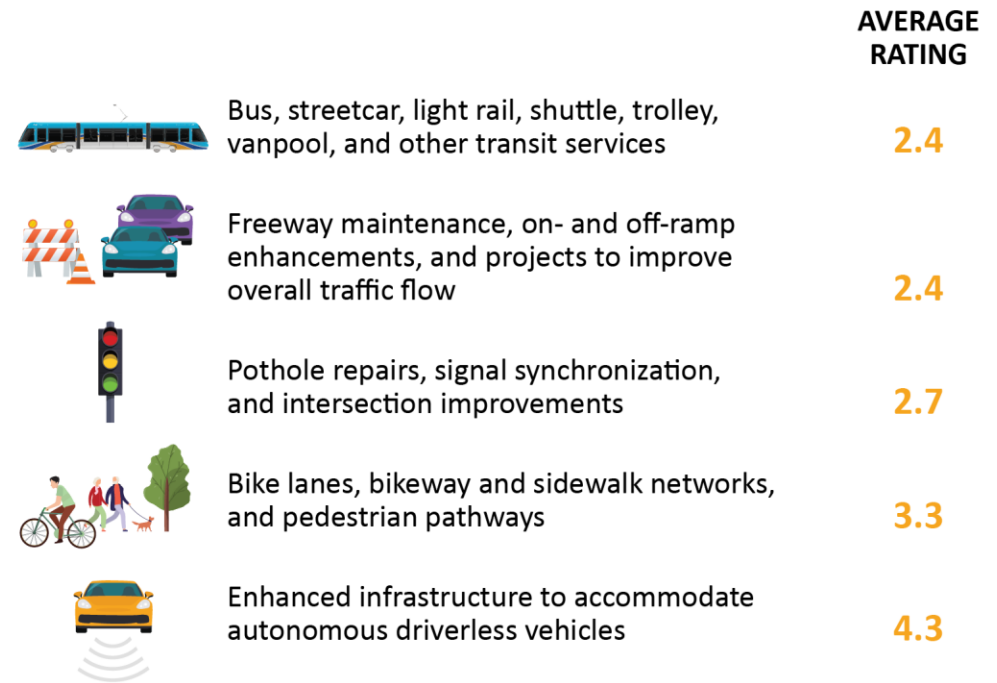 AVERAGE
RATING
Bus, streetcar, light rail, shuttle, trolley,
vanpool, and other transit services
2.4
Freeway maintenance, on- and off-ramp
enhancements, and projects to improve
overall traffic flow
2.4
Pothole repairs, signal synchronization,
and intersection improvements
2.7
Bike lanes, bikeway and sidewalk networks,
and pedestrian pathways
3.3
Enhanced infrastructure to accommodate
autonomous driverless vehicles
4.3